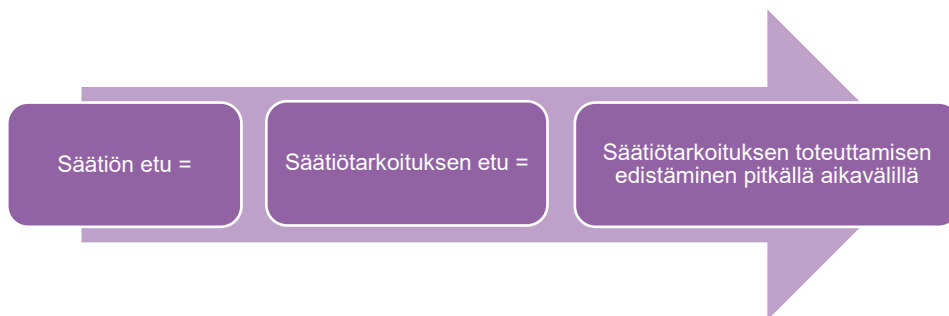 Säätiön etu =
Säätiötarkoituksen etu =
Säätiötarkoituksen toteuttamisen
edistäminen pitkällä aikavälillä